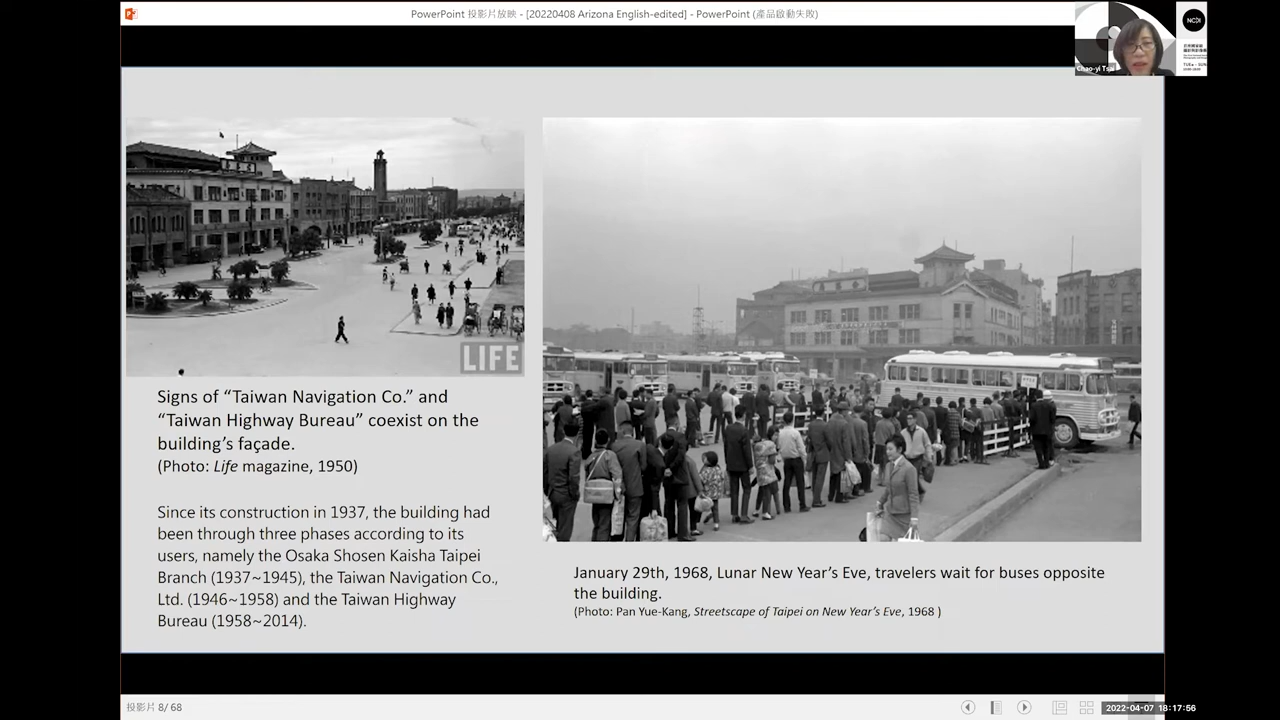 PowerPoint 投影片放映 - [20220408 Arizona English-edited] - PowerPoint (產品啟動失敗)
NCDI
Chao-yi Tsai
LIFE
Signs of “Taiwan Navigation Co.” and
“Taiwan Highway Bureau” coexist on the
building’s façade.
(Photo: Life magazine, 1950)
Since its construction in 1937, the building had
been through three phases according to its
users, namely the Osaka Shosen Kaisha Taipei
Branch (1937~1945), the Taiwan Navigation Co.,
Ltd. (1946~1958) and the Taiwan Highway
Bureau (1958~2014).
January 29th, 1968, Lunar New Year’s Eve, travelers wait for buses opposite
the building.
(Photo: Pan Yue-Kang, Streetscape of Taipei on New Year’s Eve, 1968 )
投影片 8/ 68
2022-04-07 18:17:56